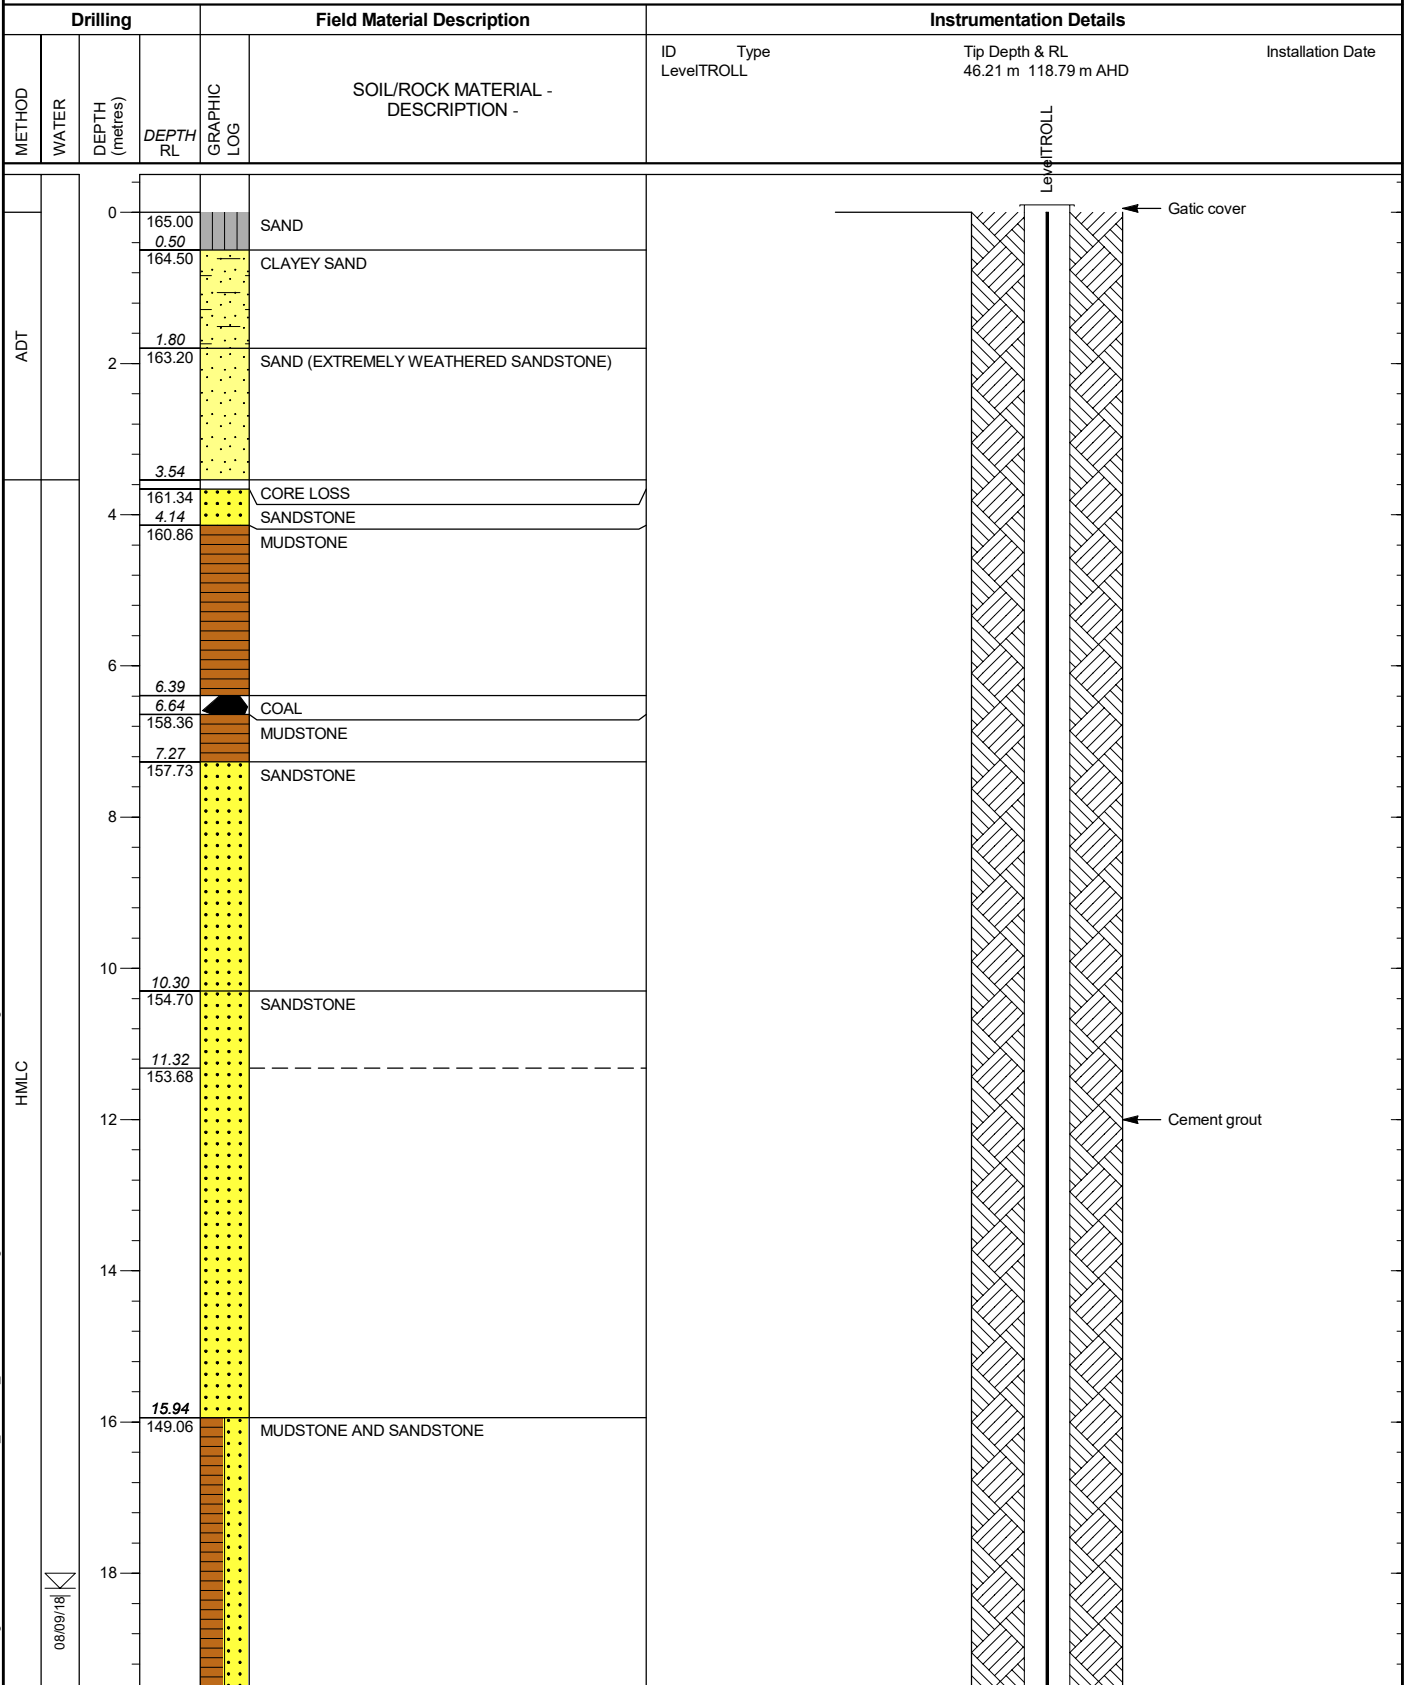 Drilling
Field Material Description
Instrumentation Details
METHOD
WATER
DEPTH
(metres)
DEPTH
RL
GRAPHIC
LOG
SOIL/ROCK MATERIAL -
DESCRIPTION -
ID Type Tip Depth & RL Installation Date
LevelTROLL 46.21 m 118.79 m AHD
LevelTROLL
0
165.00
SAND
Gatic cover
0.50
164.50
CLAYEY SAND
ADT
1.80
163.20
2
SAND (EXTREMELY WEATHERED SANDSTONE)
3.54
161.34
CORE LOSS
4
4.14
SANDSTONE
160.86
MUDSTONE
6
6.39
6.64
COAL
158.36
MUDSTONE
7.27
157.73
SANDSTONE
8
10
10.30
154.70
SANDSTONE
11.32
153.68
HMLC
12
Cement grout
14
15.94
16
149.06
MUDSTONE AND SANDSTONE
18
08/09/18